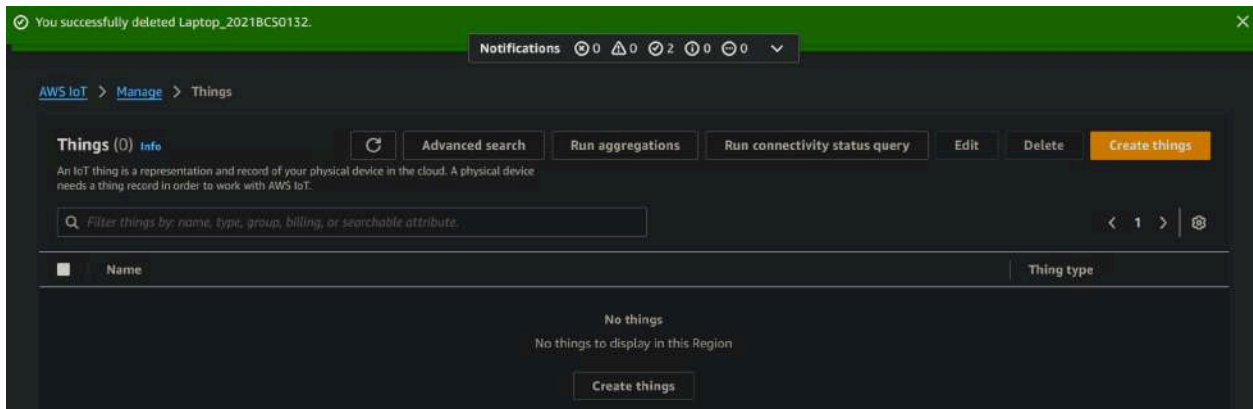 You successfully deleted Laptop_2021BCS0132.
Notifications 0 0 2 0 0
AWS IoT > Manage > Things
Things (0) Info
Advanced search
Run aggregations
Run connectivity status query
Edit
Delete
Create things
An IoT thing is a representation and record of your physical device in the cloud. A physical device
needs a thing record in order to work with AWS IoT.
Filter things by: name, type, group, billing, or searchable attribute.
< 1 >
Name
Thing type
No things
No things to display in this Region
Create things